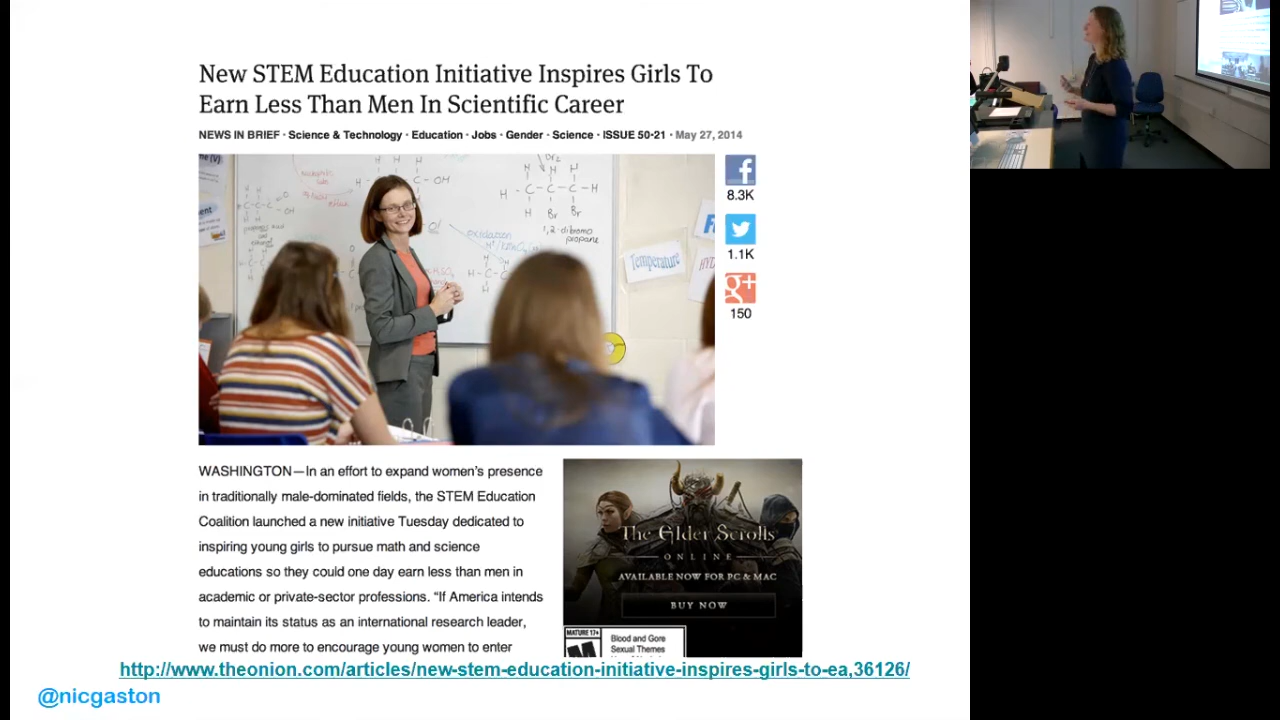 New STEM Education Initiative Inspires Girls To
Earn Less Than Men In Scientific Career
NEWS IN BRIEF · Science & Technology · Education · Jobs · Gender · Science · ISSUE 50-21 · May 27, 2014
8.3K
1.1K
g+
150
1,2-dibromo
propane
oxidation
Temperature
WASHINGTON—In an effort to expand women's presence
in traditionally male-dominated fields, the STEM Education
Coalition launched a new initiative Tuesday dedicated to
inspiring young girls to pursue math and science
educations so they could one day earn less than men in
academic or private-sector professions. "If America intends
to maintain its status as an international research leader,
we must do more to encourage young women to enter
The Elder Scrolls
ONLINE
AVAILABLE NOW FOR PC & MAC
BUY NOW
MATURE 17+
Blood and Gore
Sexual Themes
http://www.theonion.com/articles/new-stem-education-initiative-inspires-girls-to-ea,36126/
@nicgaston